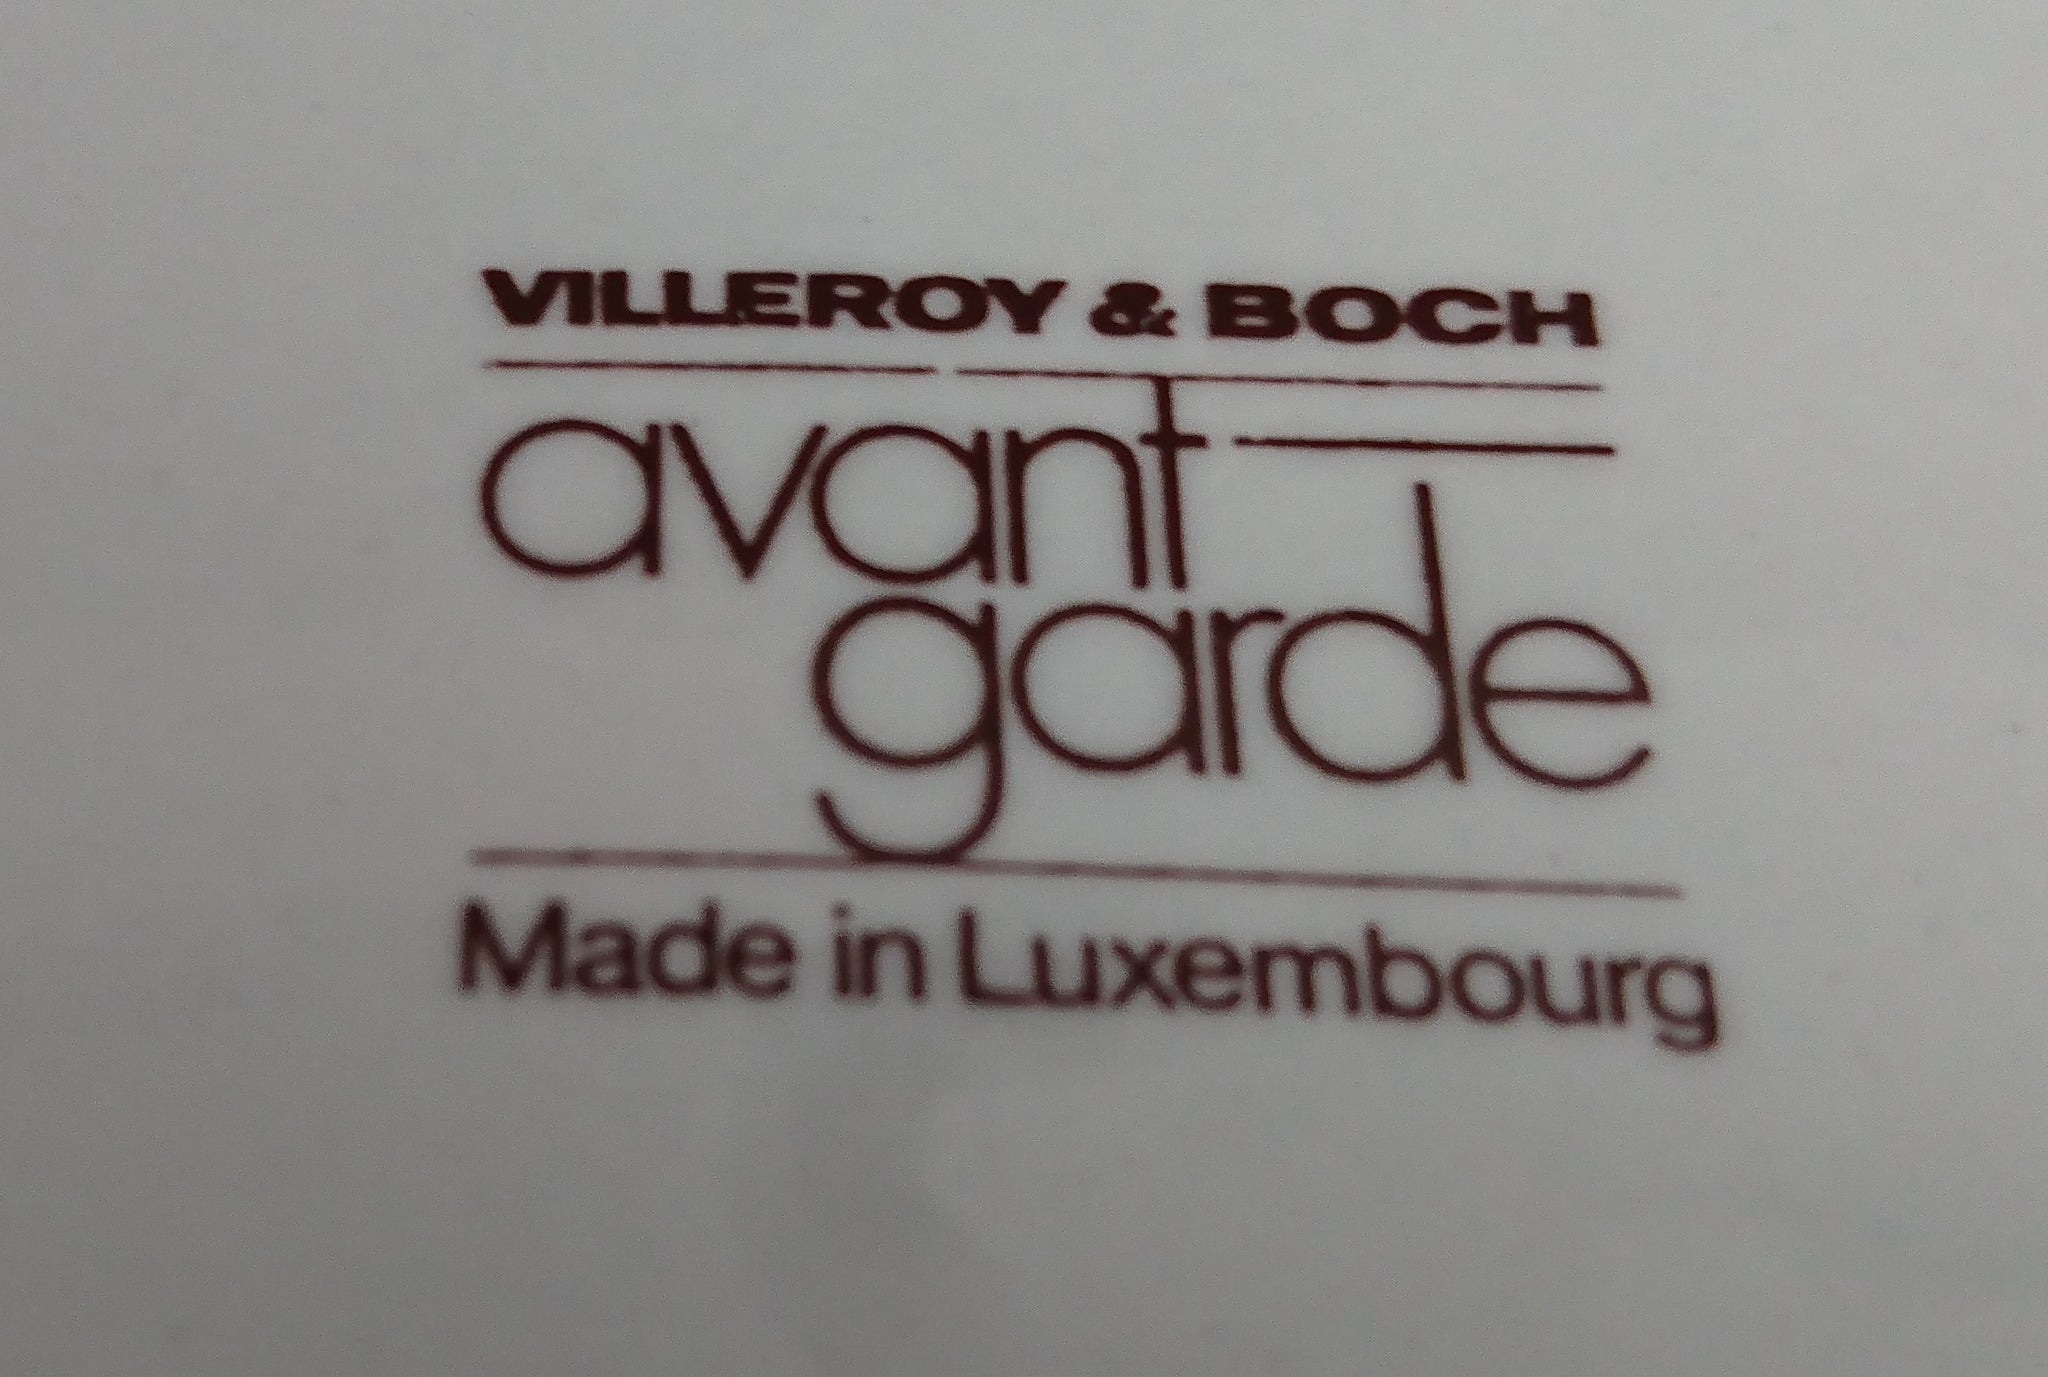 VILLEROY & BOCH
avant
garde
Made in Luxembourg